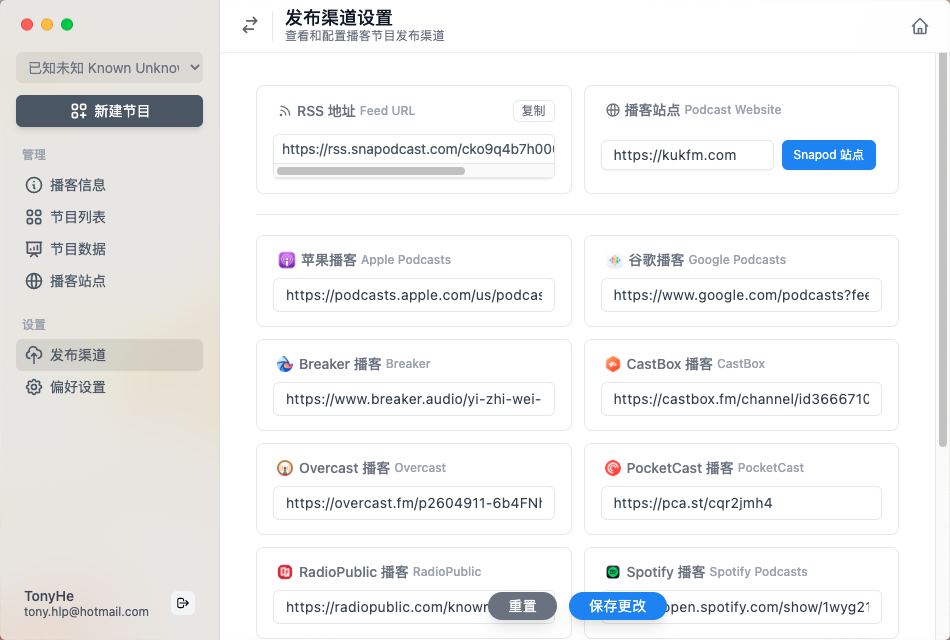 已知未知 Known Unknow
新建节目
管理
播客信息
节目列表
节目数据
播客站点
设置
发布渠道
偏好设置
TonyHe
tony.hlp@hotmail.com
发布渠道设置
查看和配置播客节目发布渠道
RSS 地址 Feed URL
复制
https://rss.snapodcast.com/cko9q4b7h00
播客站点 Podcast Website
https://kukfm.com
Snapod 站点
苹果播客 Apple Podcasts
https://podcasts.apple.com/us/podcas
谷歌播客 Google Podcasts
https://www.google.com/podcasts?fee
Breaker 播客 Breaker
https://www.breaker.audio/yi-zhi-wei-
CastBox 播客 CastBox
https://castbox.fm/channel/id3666710
Overcast 播客 Overcast
https://overcast.fm/p2604911-6b4FNh
PocketCast 播客 PocketCast
https://pca.st/cqr2jmh4
RadioPublic 播客 RadioPublic
https://radiopublic.com/known
Spotify 播客 Spotify Podcasts
open.spotify.com/show/1wyg21
重置
保存更改